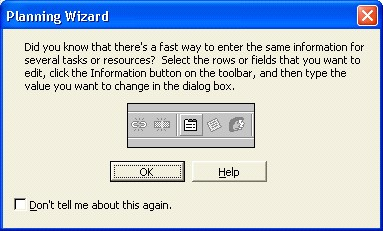 Planning Wizard
Did you know that there's a fast way to enter the same information for
several tasks or resources?  Select the rows or fields that you want to
edit, click the Information button on the toolbar, and then type the
value you want to change in the dialog box.
OK
Help
Don't tell me about this again.